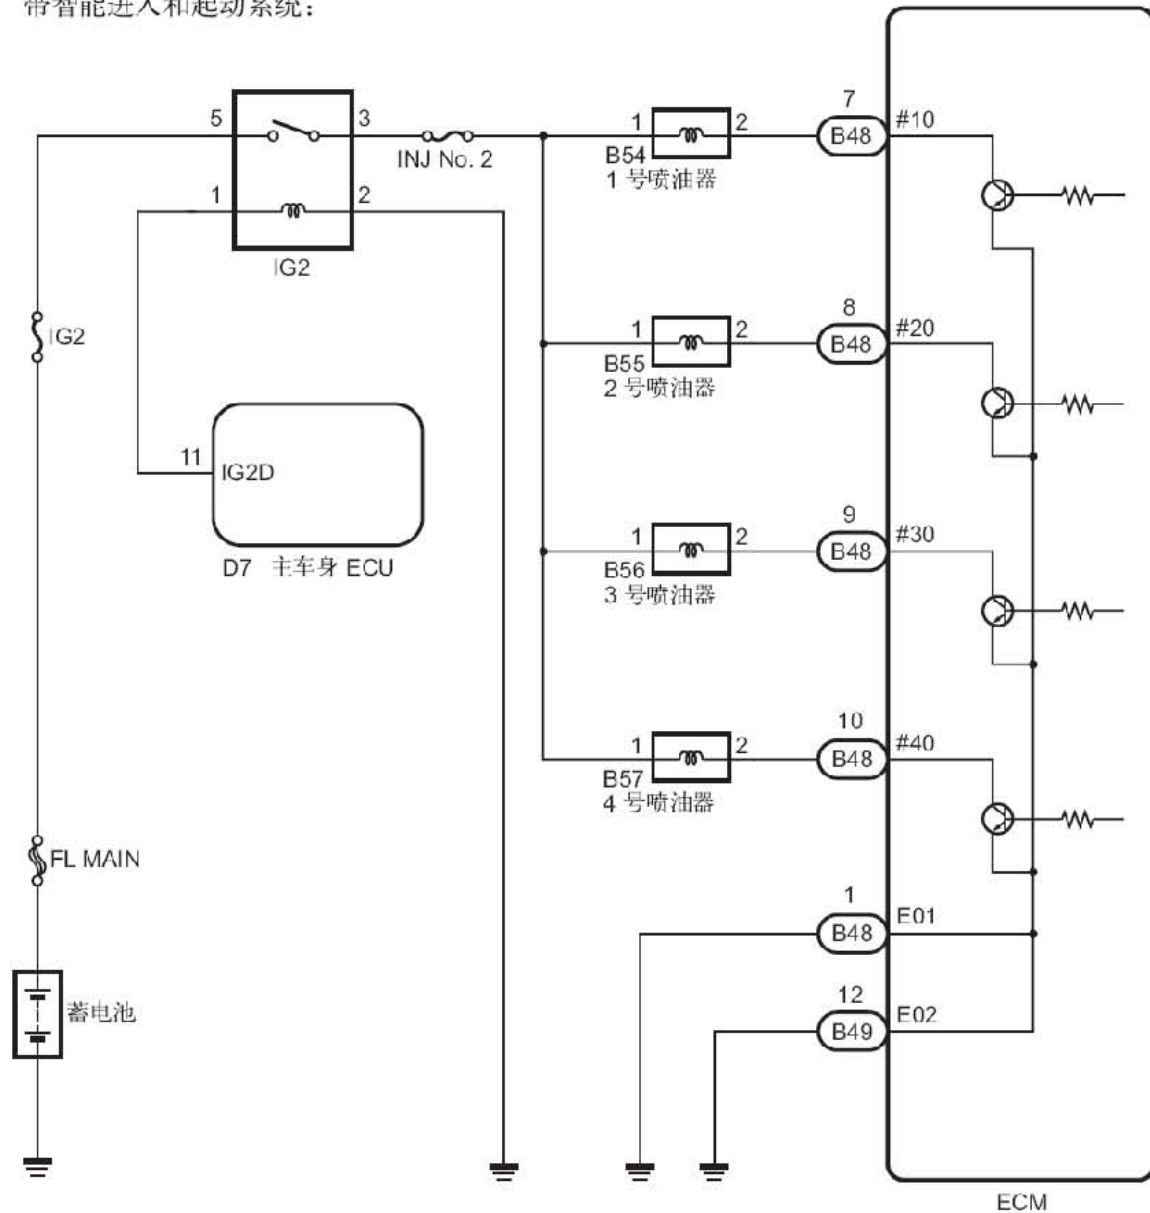 带智能进入和起动系统：
5
3
INJ No. 2
1
2
IG2
IG2
11
IG2D
D7 主车身 ECU
FL MAIN
蓄电池
1
2
B54
1 号喷油器
7
B48
#10
1
2
B55
2 号喷油器
8
B48
#20
1
2
B56
3 号喷油器
9
B48
#30
1
2
B57
4 号喷油器
10
B48
#40
1
B48
E01
12
B49
E02
ECM